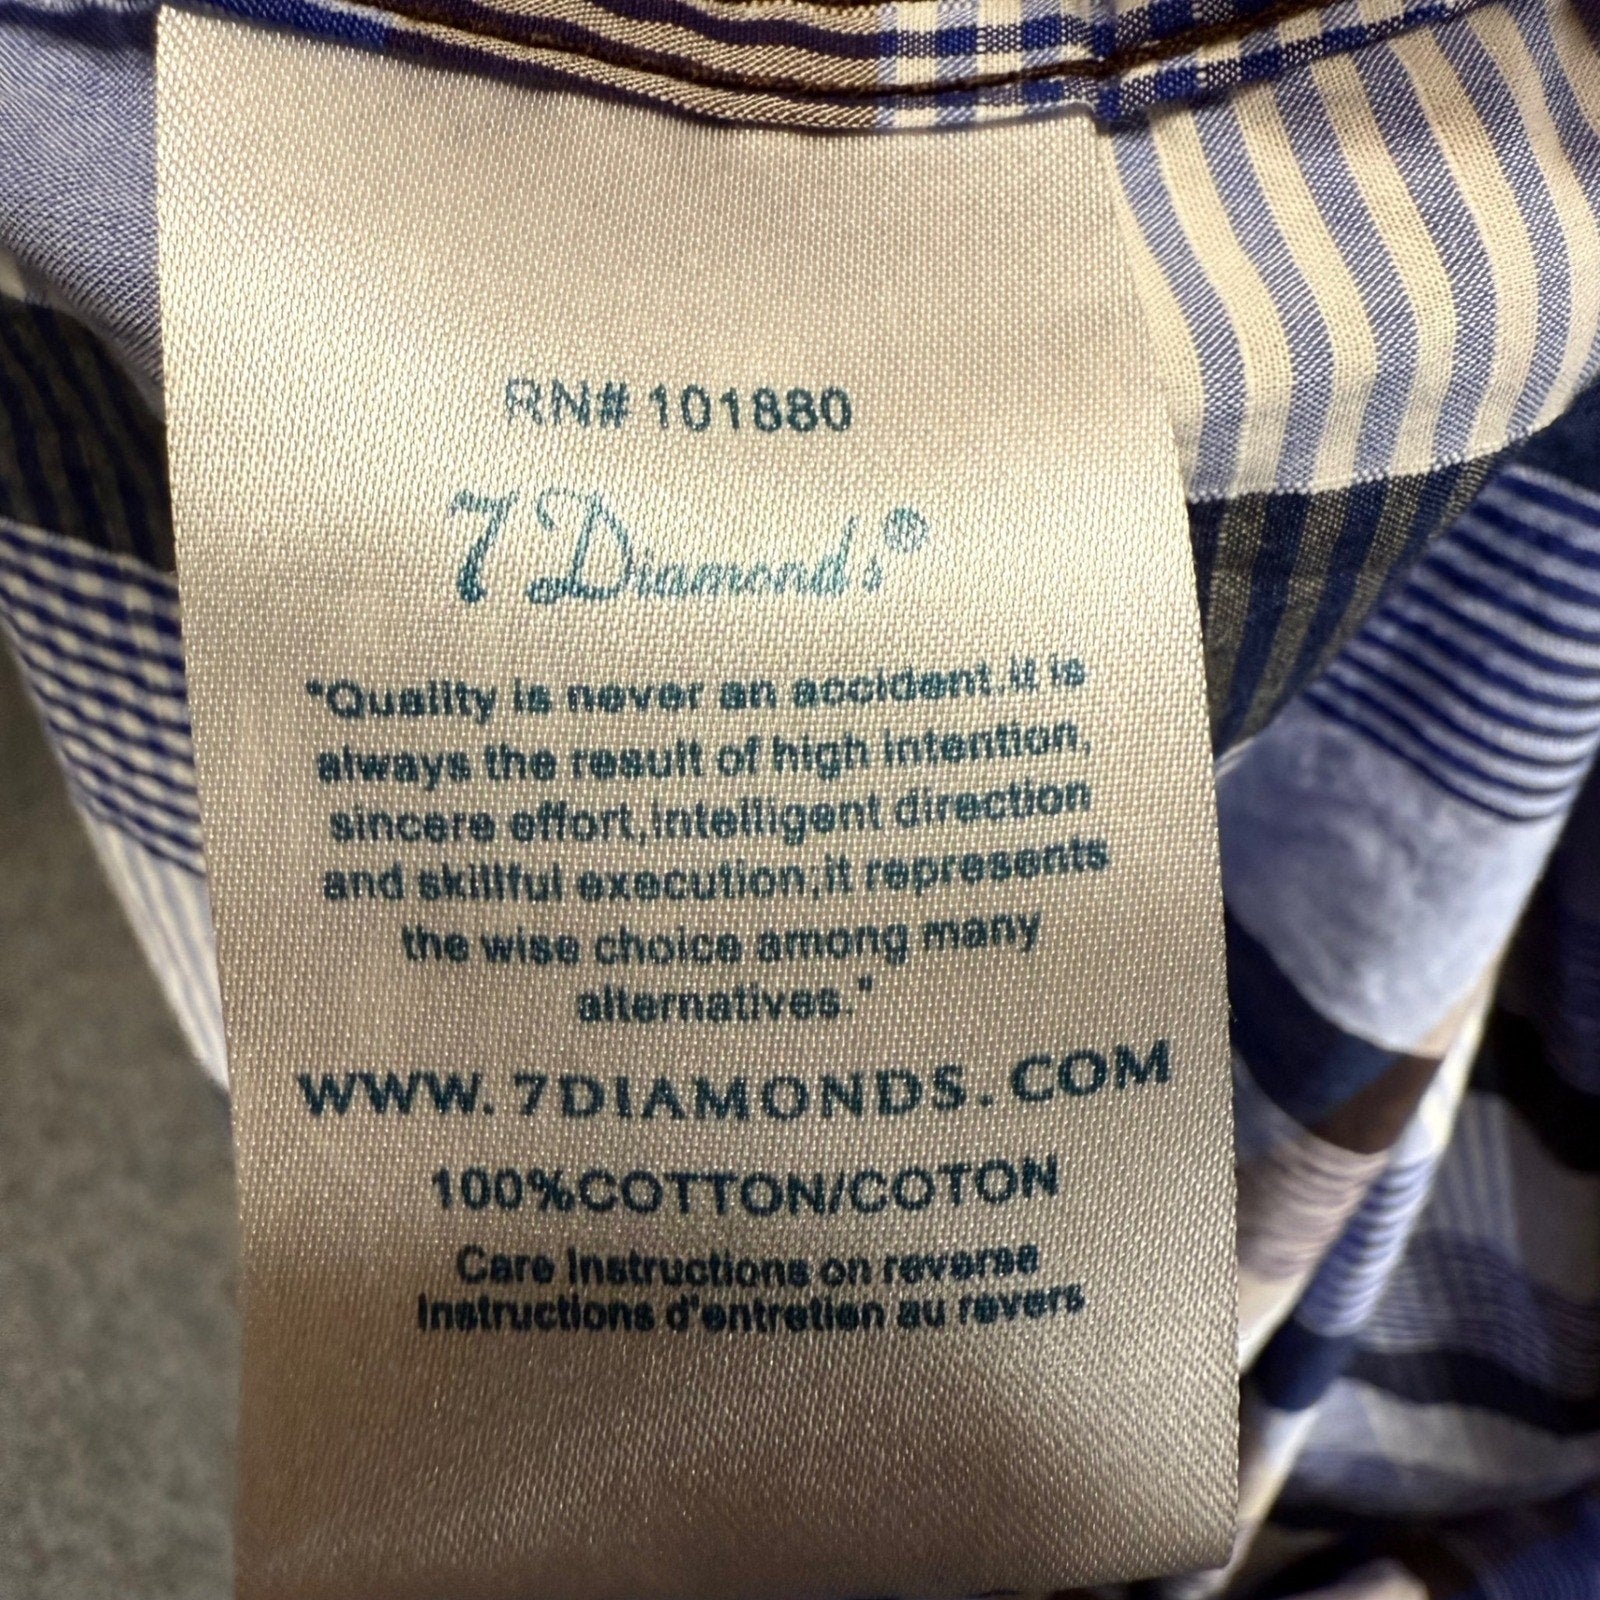 RN# 101880
7 Diamonds®
"Quality is never an accident.it is
always the result of high intention,
sincere effort,intelligent direction
and skillful execution,it represents
the wise choice among many
alternatives."
WWW.7DIAMONDS.COM
100%COTTON/COTON
Care Instructions on reverse
Instructions d'entretien au revers